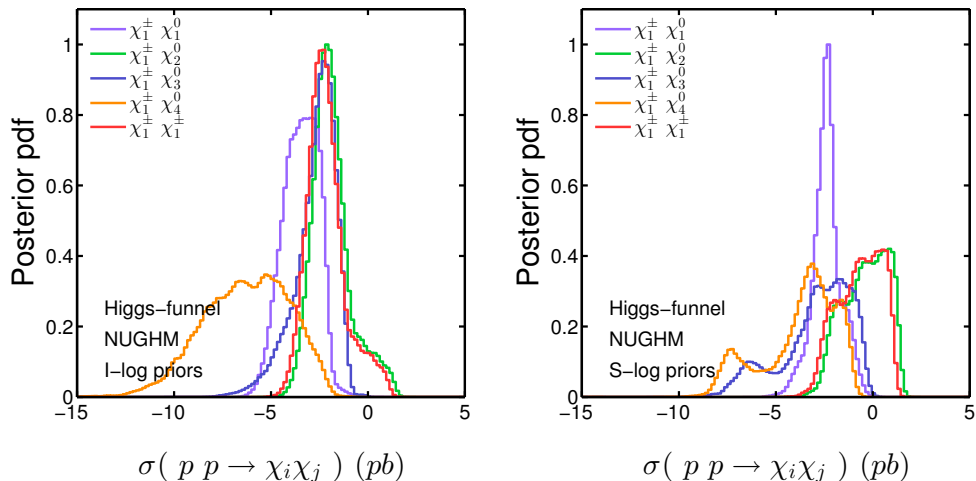 χ₁± χ₁⁰
χ₁± χ₂⁰
χ₁± χ₃⁰
χ₁± χ₄⁰
χ₁± χ₁±
Posterior pdf
1
0.8
0.6
0.4
0.2
0
Higgs−funnel
NUGHM
I−log priors
−15 −10 −5 0 5
σ( p p → χᵢχⱼ ) (pb)
χ₁± χ₁⁰
χ₁± χ₂⁰
χ₁± χ₃⁰
χ₁± χ₄⁰
χ₁± χ₁±
Posterior pdf
1
0.8
0.6
0.4
0.2
0
Higgs−funnel
NUGHM
S−log priors
−15 −10 −5 0 5
σ( p p → χᵢχⱼ ) (pb)